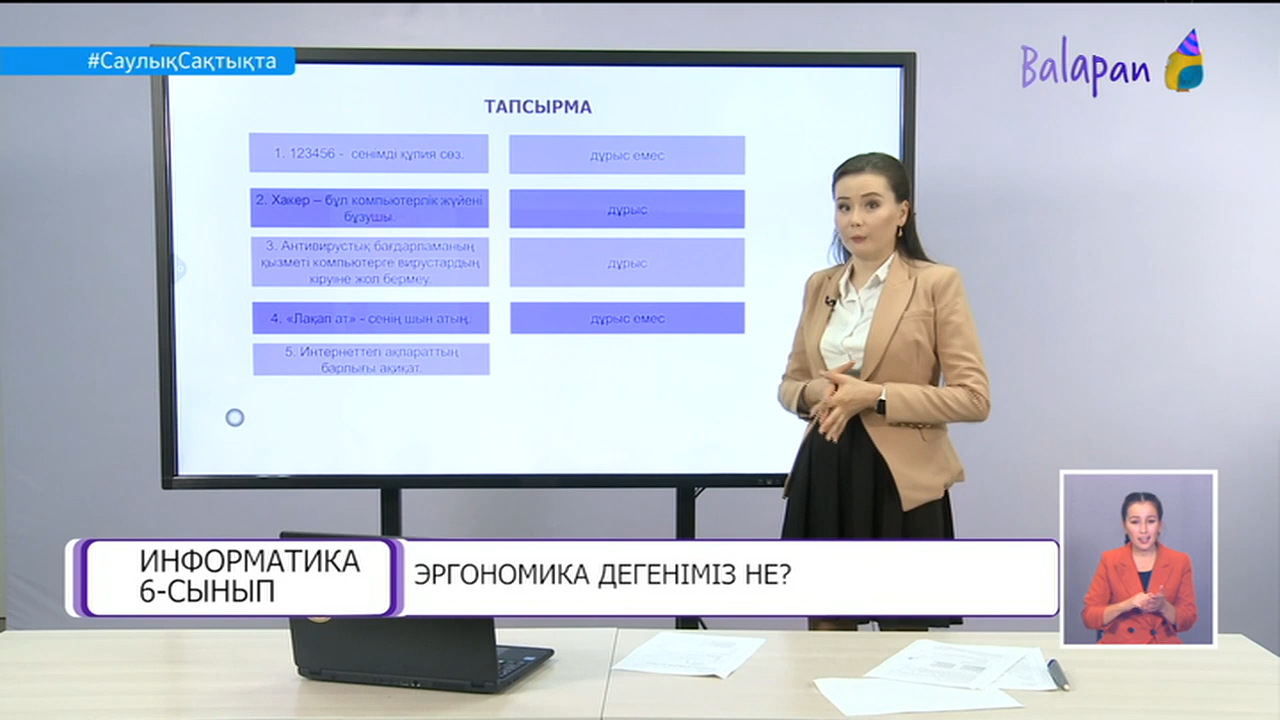 #СаулықСақтықта
Balapan
ТАПСЫРМА
1. 123456 - сенімді құпия сөз.
дұрыс емес
2. Хакер – бұл компьютерлік жүйені
бұзушы.
дұрыс
3. Антивирустық бағдарламаның
қызметі компьютерге вирустардың
кіруіне жол бермеу.
дұрыс
4. «Лақап ат» - сенің шын атың.
дұрыс емес
5. Интернеттегі ақпараттың
барлығы ақиқат.
ИНФОРМАТИКА
6-СЫНЫП
ЭРГОНОМИКА ДЕГЕНІМІЗ НЕ?